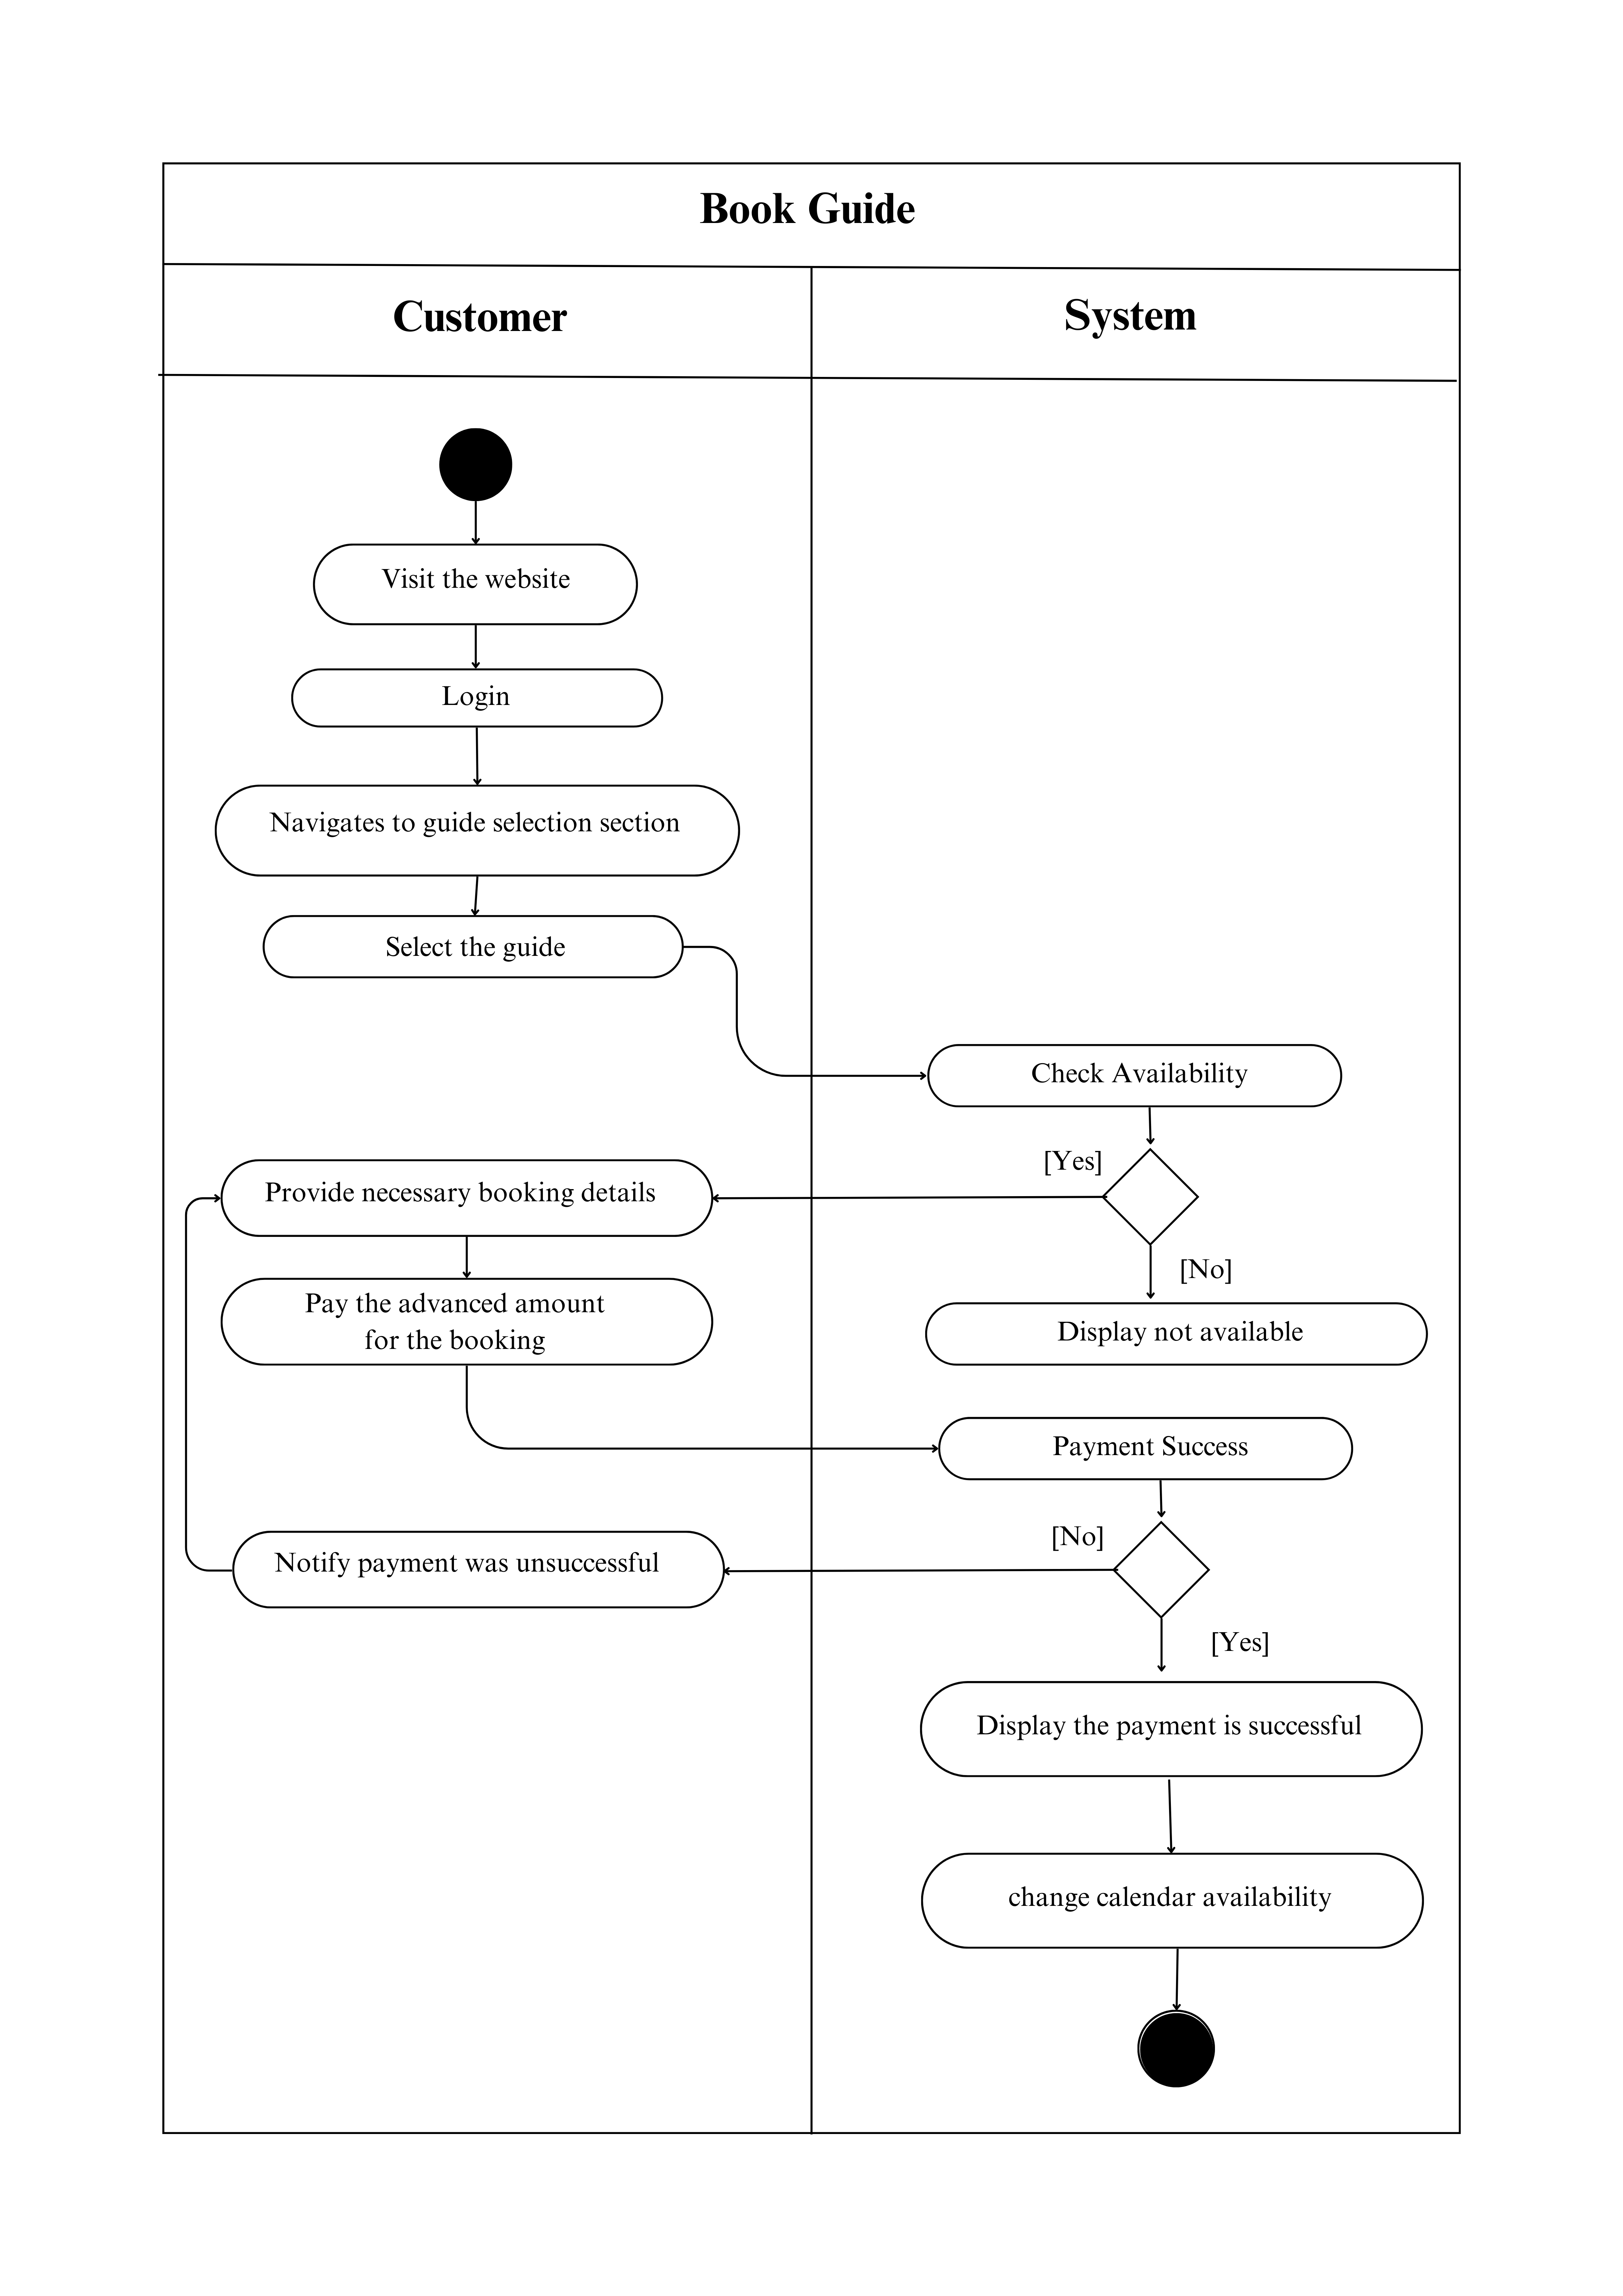 Book Guide
Customer
System
Visit the website
Login
Navigates to guide selection section
Select the guide
Check Availability
[Yes]
Provide necessary booking details
[No]
Pay the advanced amount
for the booking
Display not available
Payment Success
[No]
Notify payment was unsuccessful
[Yes]
Display the payment is successful
change calendar availability